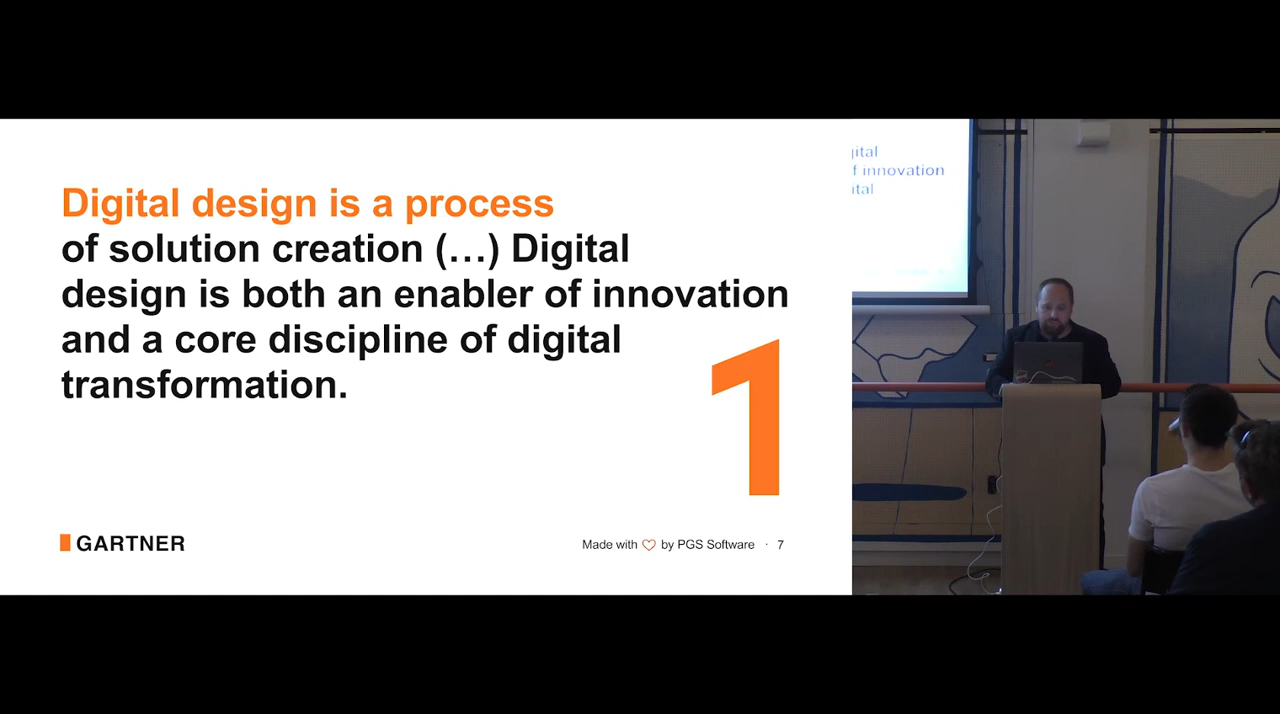 Digital design is a process
of solution creation (…) Digital
design is both an enabler of innovation
and a core discipline of digital
transformation.
1
GARTNER
Made with ♡ by PGS Software · 7
gital
f innovation
ital